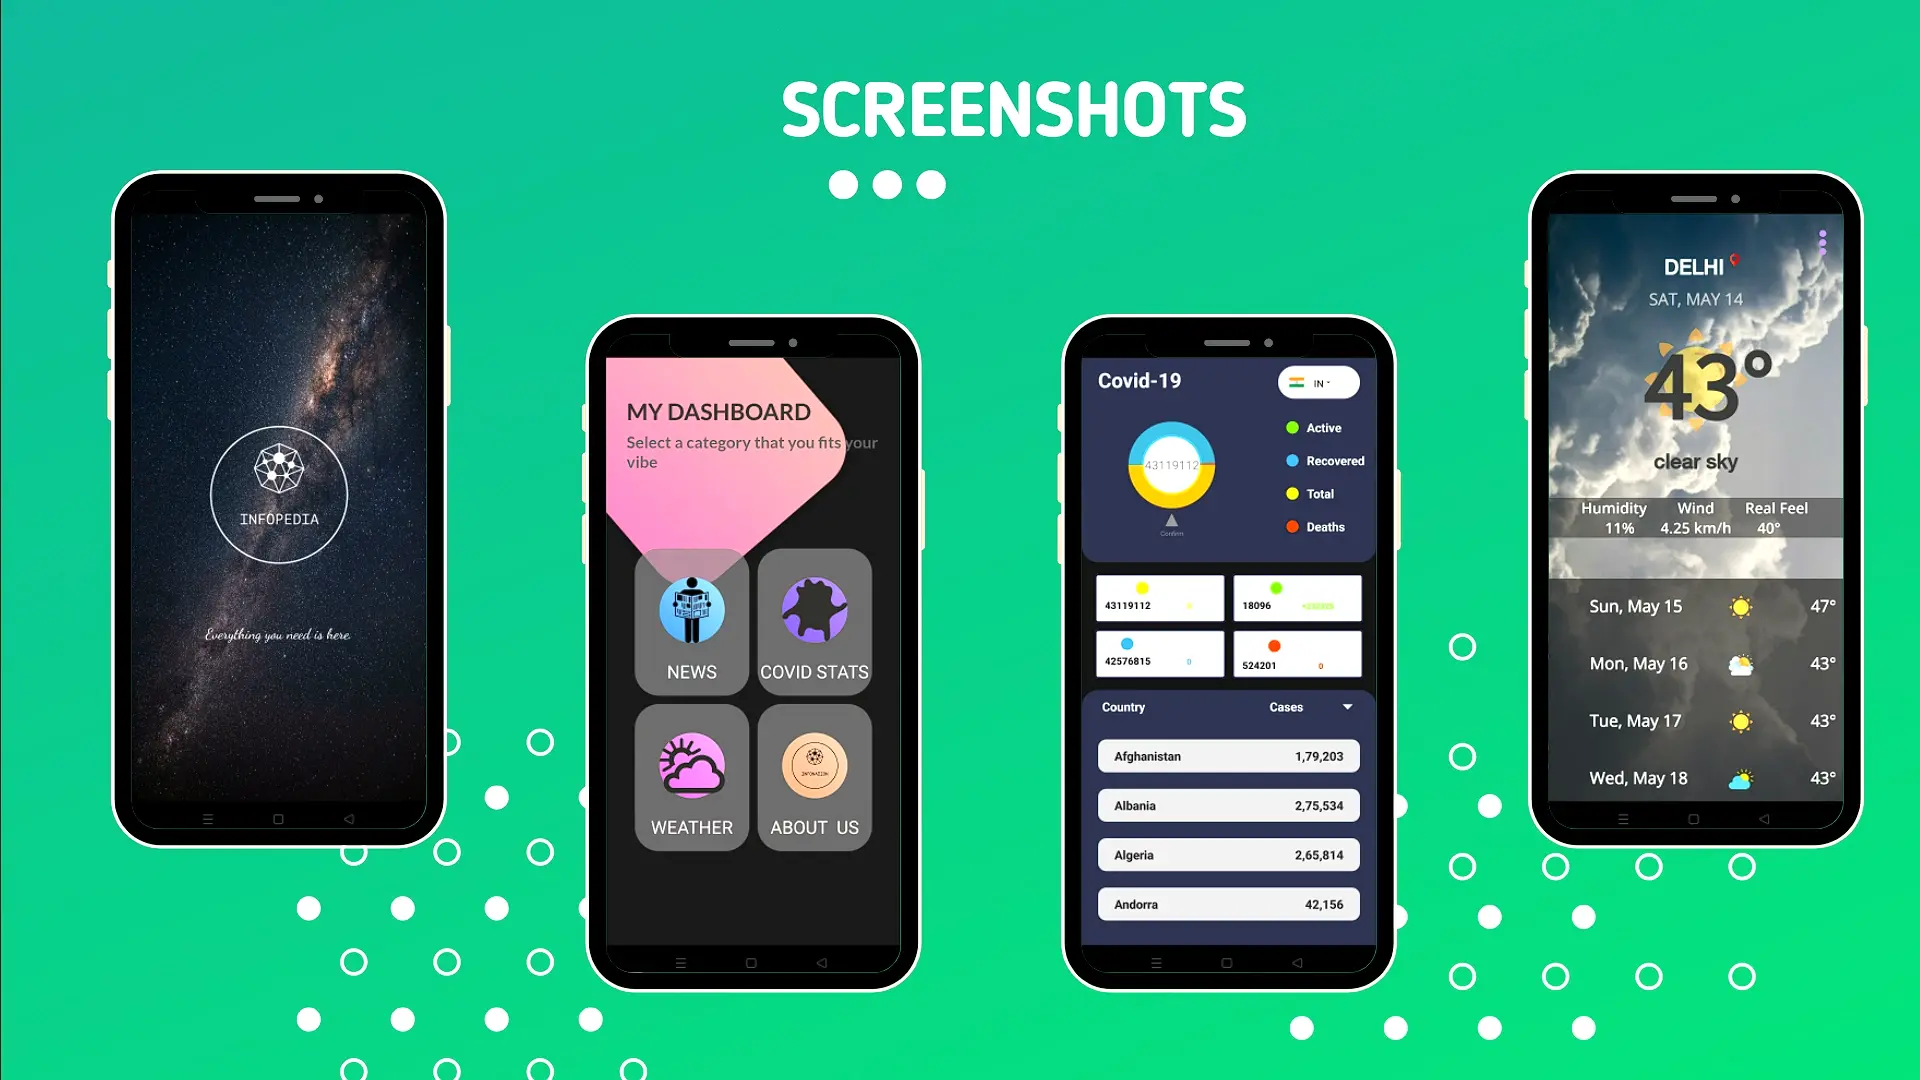 SCREENSHOTS
INFOPEDIA
Everything you need is here.
MY DASHBOARD
Select a category that you fits your
vibe
NEWS
COVID STATS
WEATHER
ABOUT US
Covid-19
IN
43119112
Confirm
Active
Recovered
Total
Deaths
43119112
18096
42576815 0
524201 0
Country Cases
Afghanistan 1,79,203
Albania 2,75,534
Algeria 2,65,814
Andorra 42,156
DELHI
SAT, MAY 14
43°
clear sky
Humidity Wind Real Feel
11% 4.25 km/h 40°
Sun, May 15 47°
Mon, May 16 43°
Tue, May 17 43°
Wed, May 18 43°